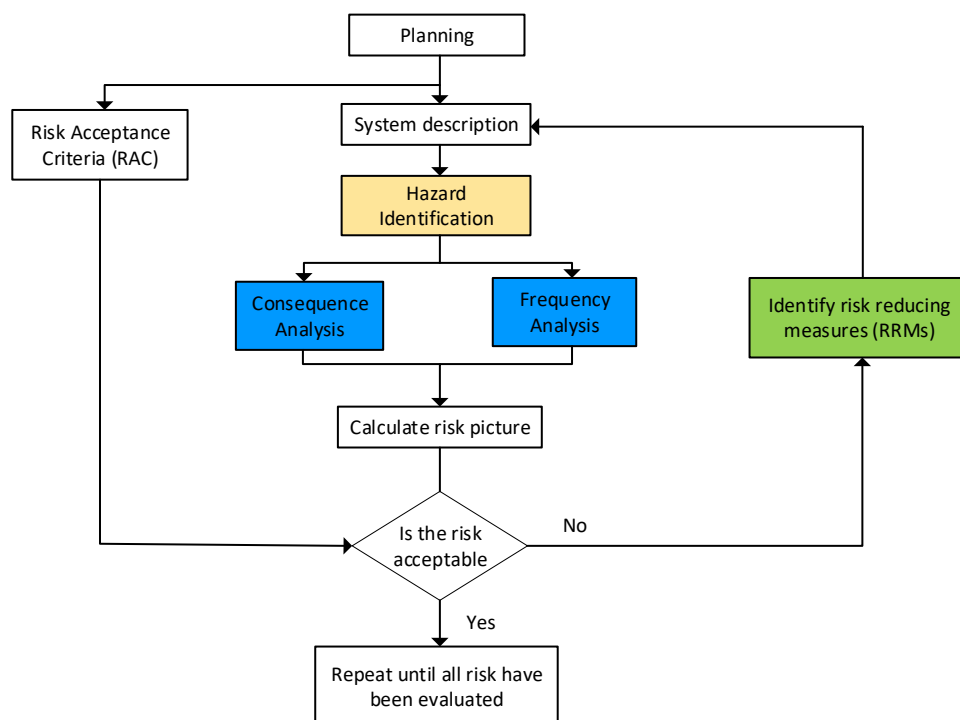 Planning
Risk Acceptance
Criteria (RAC)
System description
Hazard
Identification
Consequence
Analysis
Frequency
Analysis
Identify risk reducing
measures (RRMs)
Calculate risk picture
Is the risk
acceptable
No
Yes
Repeat until all risk have
been evaluated